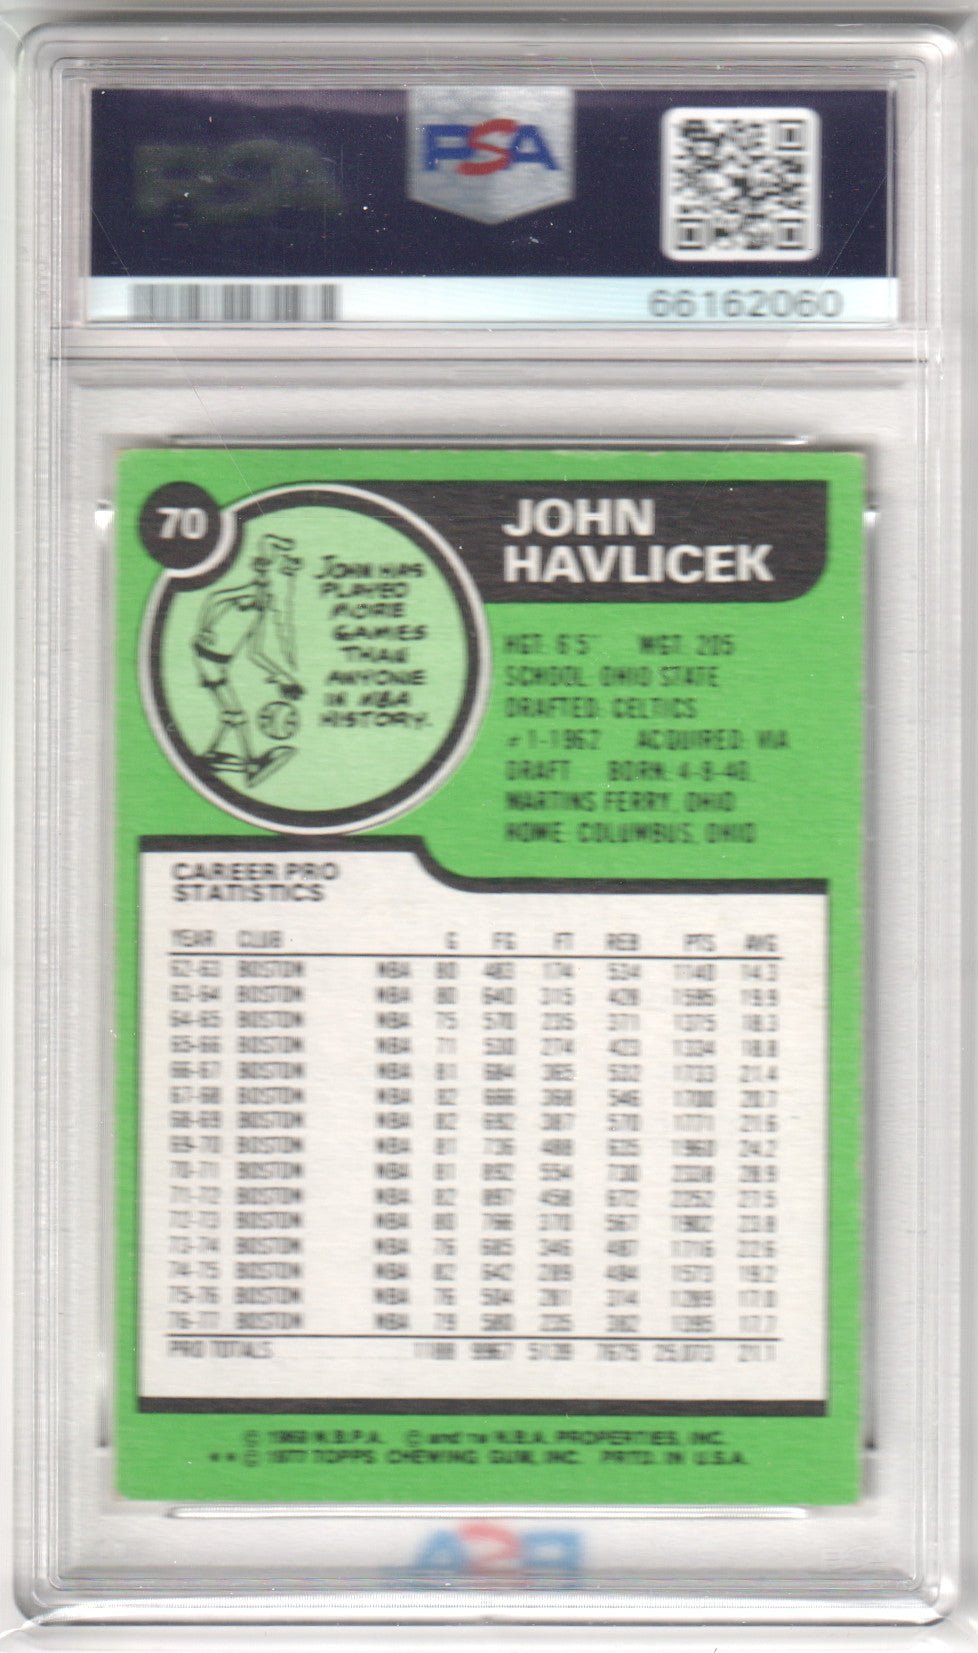 PSA
66162060
70
JOHN
HAVLICEK
JOHN HAS
PLAYED
MORE
GAMES
THAN
ANYONE
IN NBA
HISTORY.
HGT: 6'5" WGT: 205
SCHOOL: OHIO STATE
DRAFTED: CELTICS
#1-1962 ACQUIRED: VIA
DRAFT BORN: 4-8-40,
MARTINS FERRY, OHIO
HOME: COLUMBUS, OHIO
CAREER PRO
STATISTICS
YEAR CLUB G FG FT REB PTS AVG
62-63 BOSTON NBA 80 483 174 534 1140 14.3
63-64 BOSTON NBA 80 640 315 428 1595 19.9
64-65 BOSTON NBA 75 570 235 371 1375 18.3
65-66 BOSTON NBA 71 530 274 423 1334 18.8
66-67 BOSTON NBA 81 684 365 532 1733 21.4
67-68 BOSTON NBA 82 666 368 546 1700 20.7
68-69 BOSTON NBA 82 692 387 570 1771 21.6
69-70 BOSTON NBA 81 736 488 635 1960 24.2
70-71 BOSTON NBA 81 892 554 730 2338 28.9
71-72 BOSTON NBA 82 897 458 672 2252 27.5
72-73 BOSTON NBA 80 766 370 567 1902 23.8
73-74 BOSTON NBA 76 685 346 487 1716 22.6
74-75 BOSTON NBA 82 642 289 484 1573 19.2
75-76 BOSTON NBA 76 504 281 314 1289 17.0
76-77 BOSTON NBA 79 580 235 382 1395 17.7
PRO TOTALS 1188 9967 5139 7675 25,073 21.1
© 1969 N.B.P.A. © and TM N.B.A. PROPERTIES, INC.
**© 1977 TOPPS CHEWING GUM, INC. PRTD. IN U.S.A.